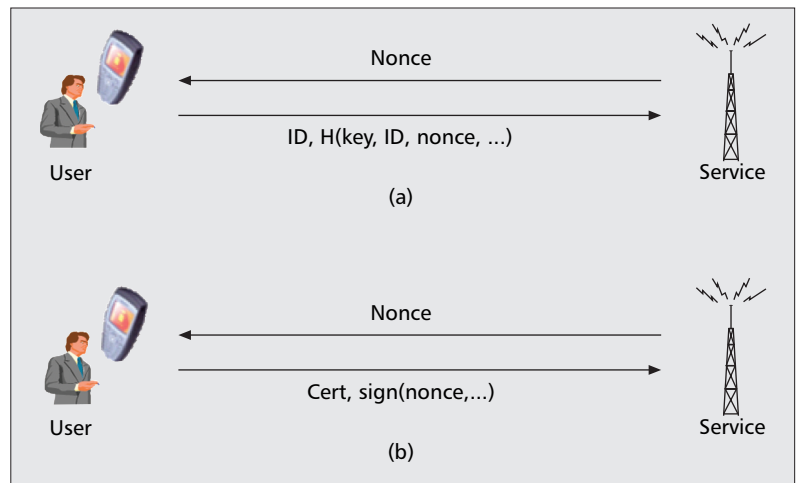 Nonce
ID, H(key, ID, nonce, ...)
User
Service
(a)
Nonce
Cert, sign(nonce,...)
User
Service
(b)